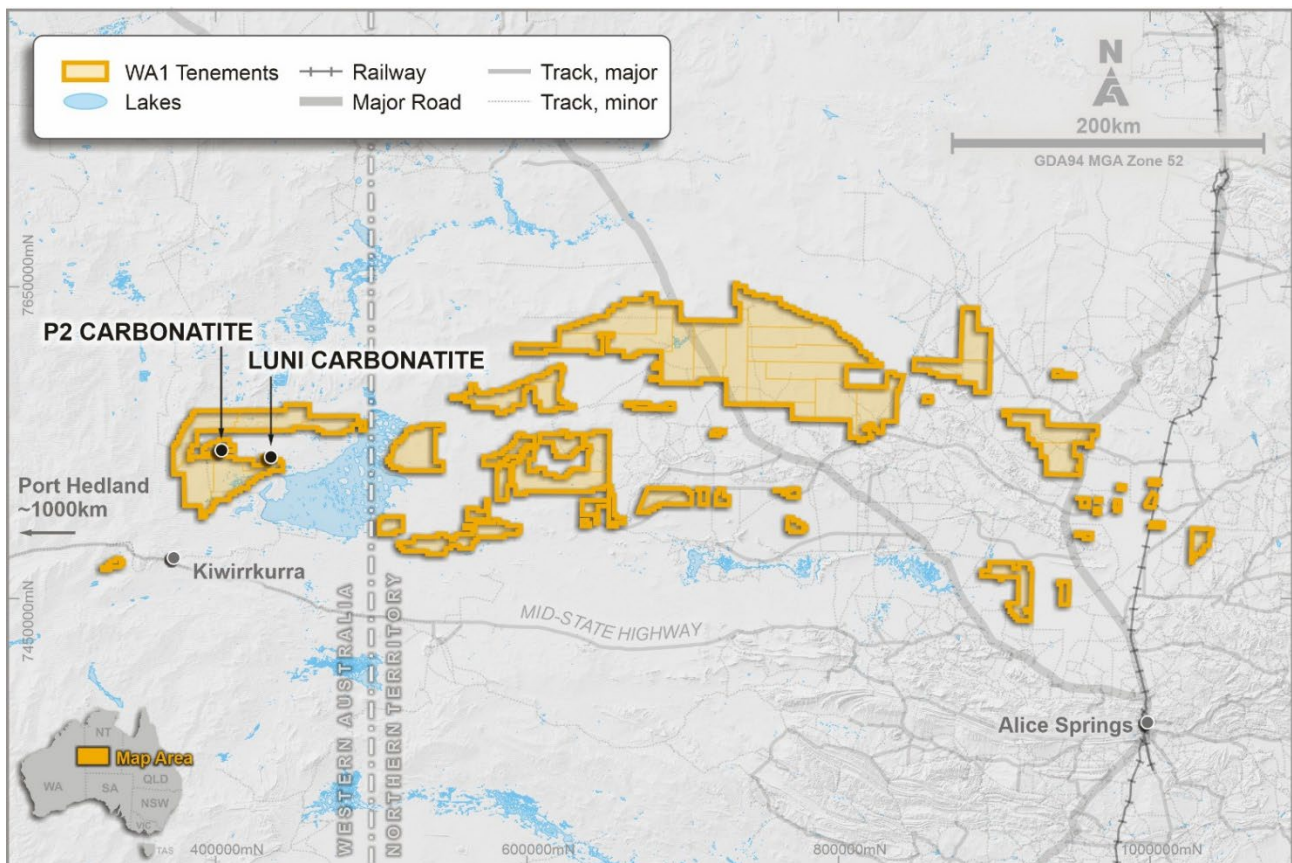 WA1 Tenements
Railway
Track, major
Lakes
Major Road
Track, minor
N
200km
GDA94 MGA Zone 52
7650000mN
P2 CARBONATITE
LUNI CARBONATITE
Port Hedland
~1000km
Kiwirrkurra
7450000mN
MID-STATE HIGHWAY
WESTERN AUSTRALIA
NORTHERN TERRITORY
Alice Springs
Map Area
NT
WA
QLD
SA
NSW
VIC
TAS
400000mN
600000mN
800000mN
1000000mN